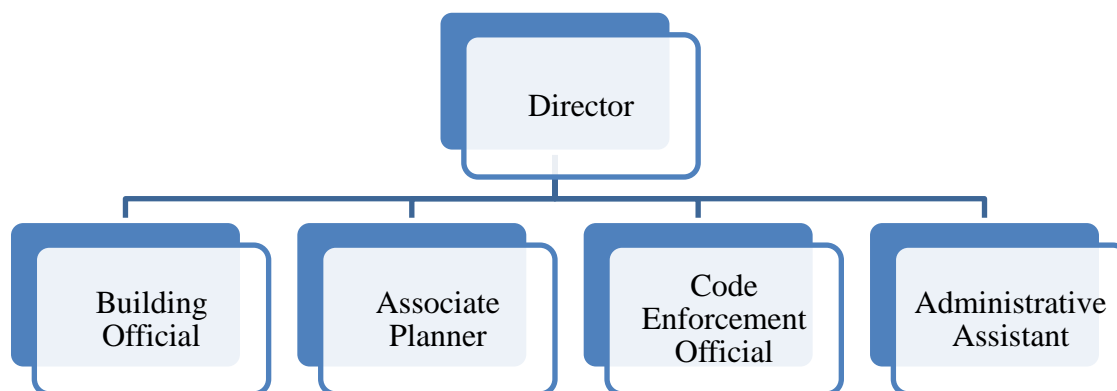 Director
Building
Official
Associate
Planner
Code
Enforcement
Official
Administrative
Assistant